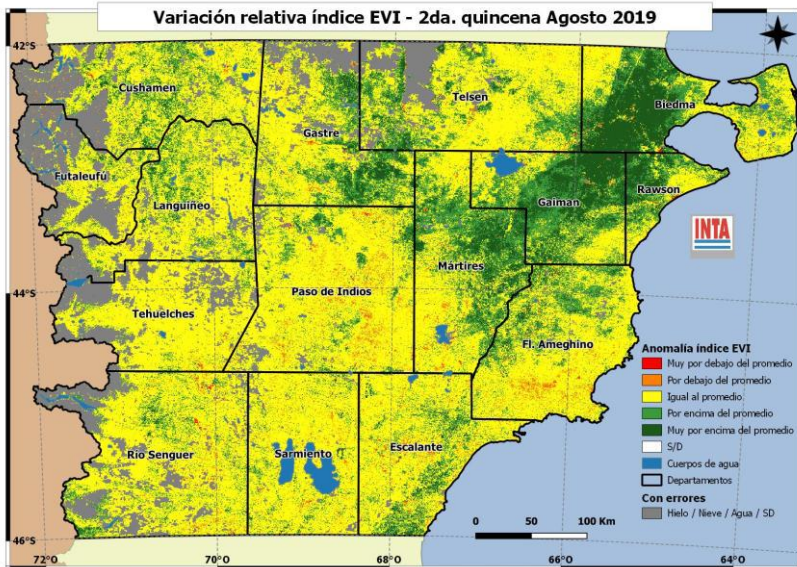 Variación relativa índice EVI - 2da. quincena Agosto 2019
42°S
Cushamen
Telsen
Biedma
Gastre
Futaleufú
Languiñeo
Gaiman
Rawson
INTA
Mártires
44°S
Paso de Indios
Tehuelches
Fl. Ameghino
Anomalía índice EVI
Muy por debajo del promedio
Por debajo del promedio
Igual al promedio
Por encima del promedio
Muy por encima del promedio
S/D
Cuerpos de agua
Departamentos
Con errores
Hielo / Nieve / Agua / SD
Río Senguer
Sarmiento
Escalante
0 50 100 Km
46°S
72°O 70°O 68°O 66°O 64°O